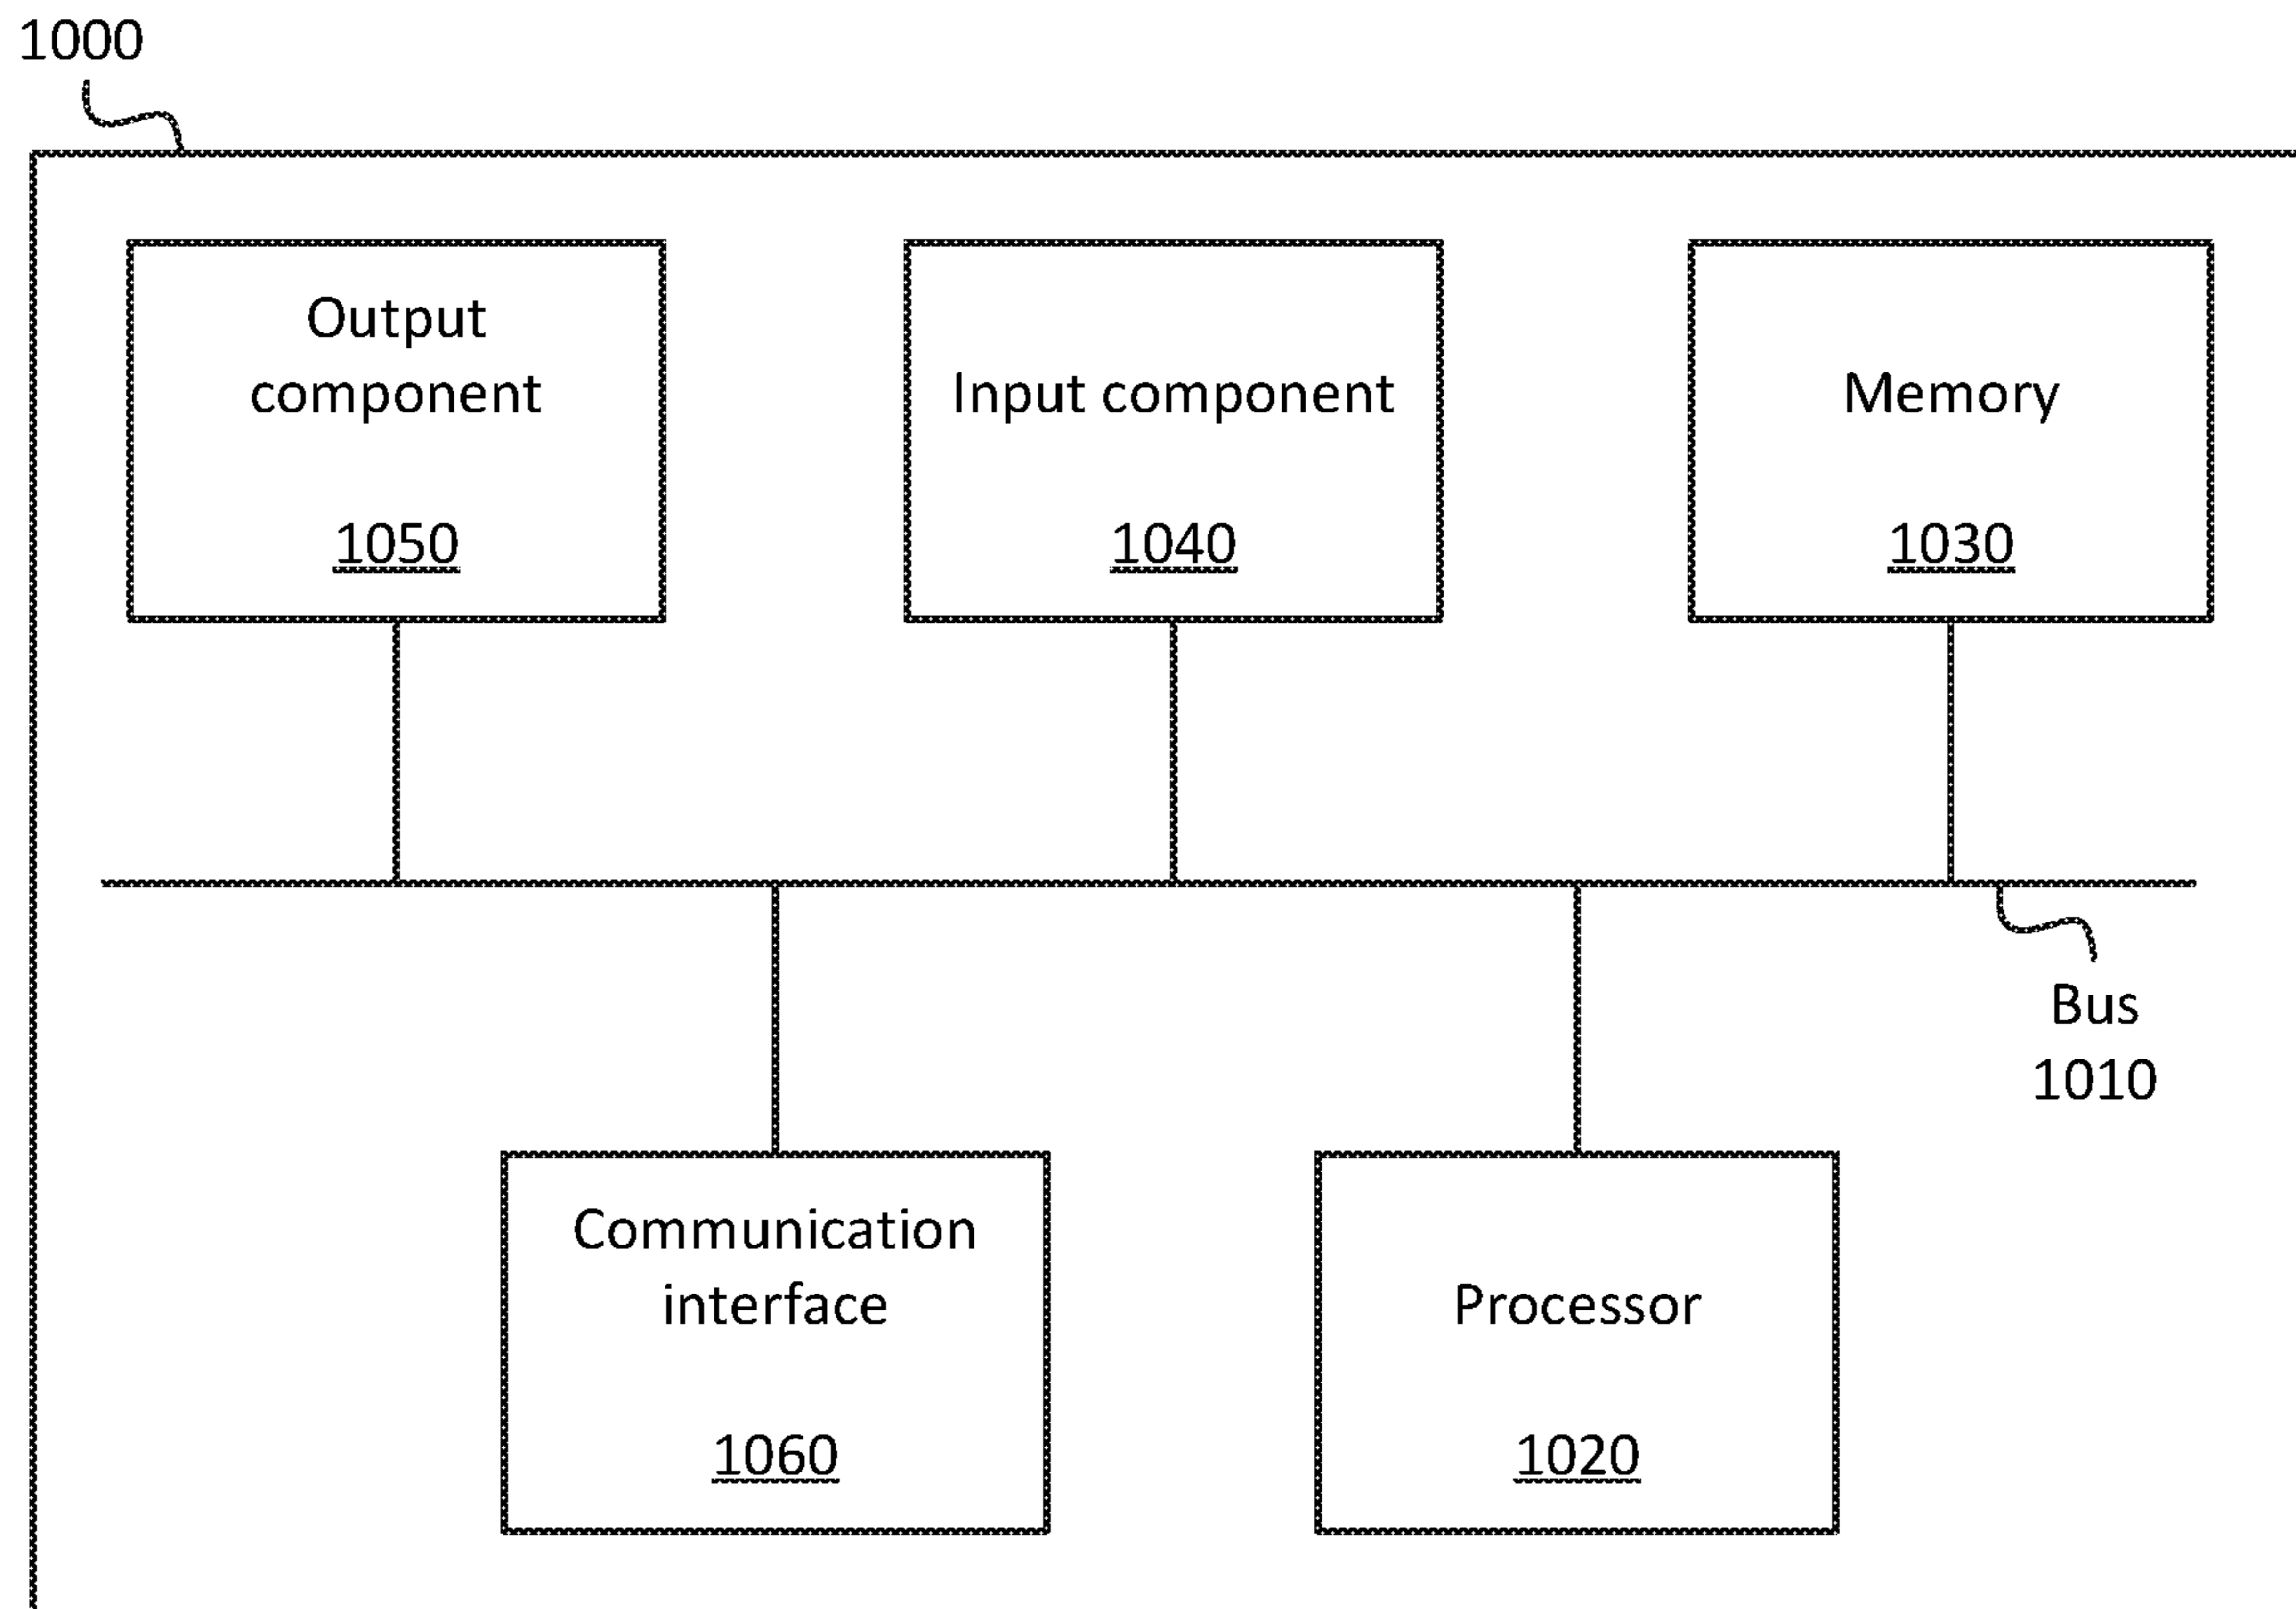 1000
Output
component
1050
Input component
1040
Memory
1030
Bus
1010
Communication
interface
1060
Processor
1020